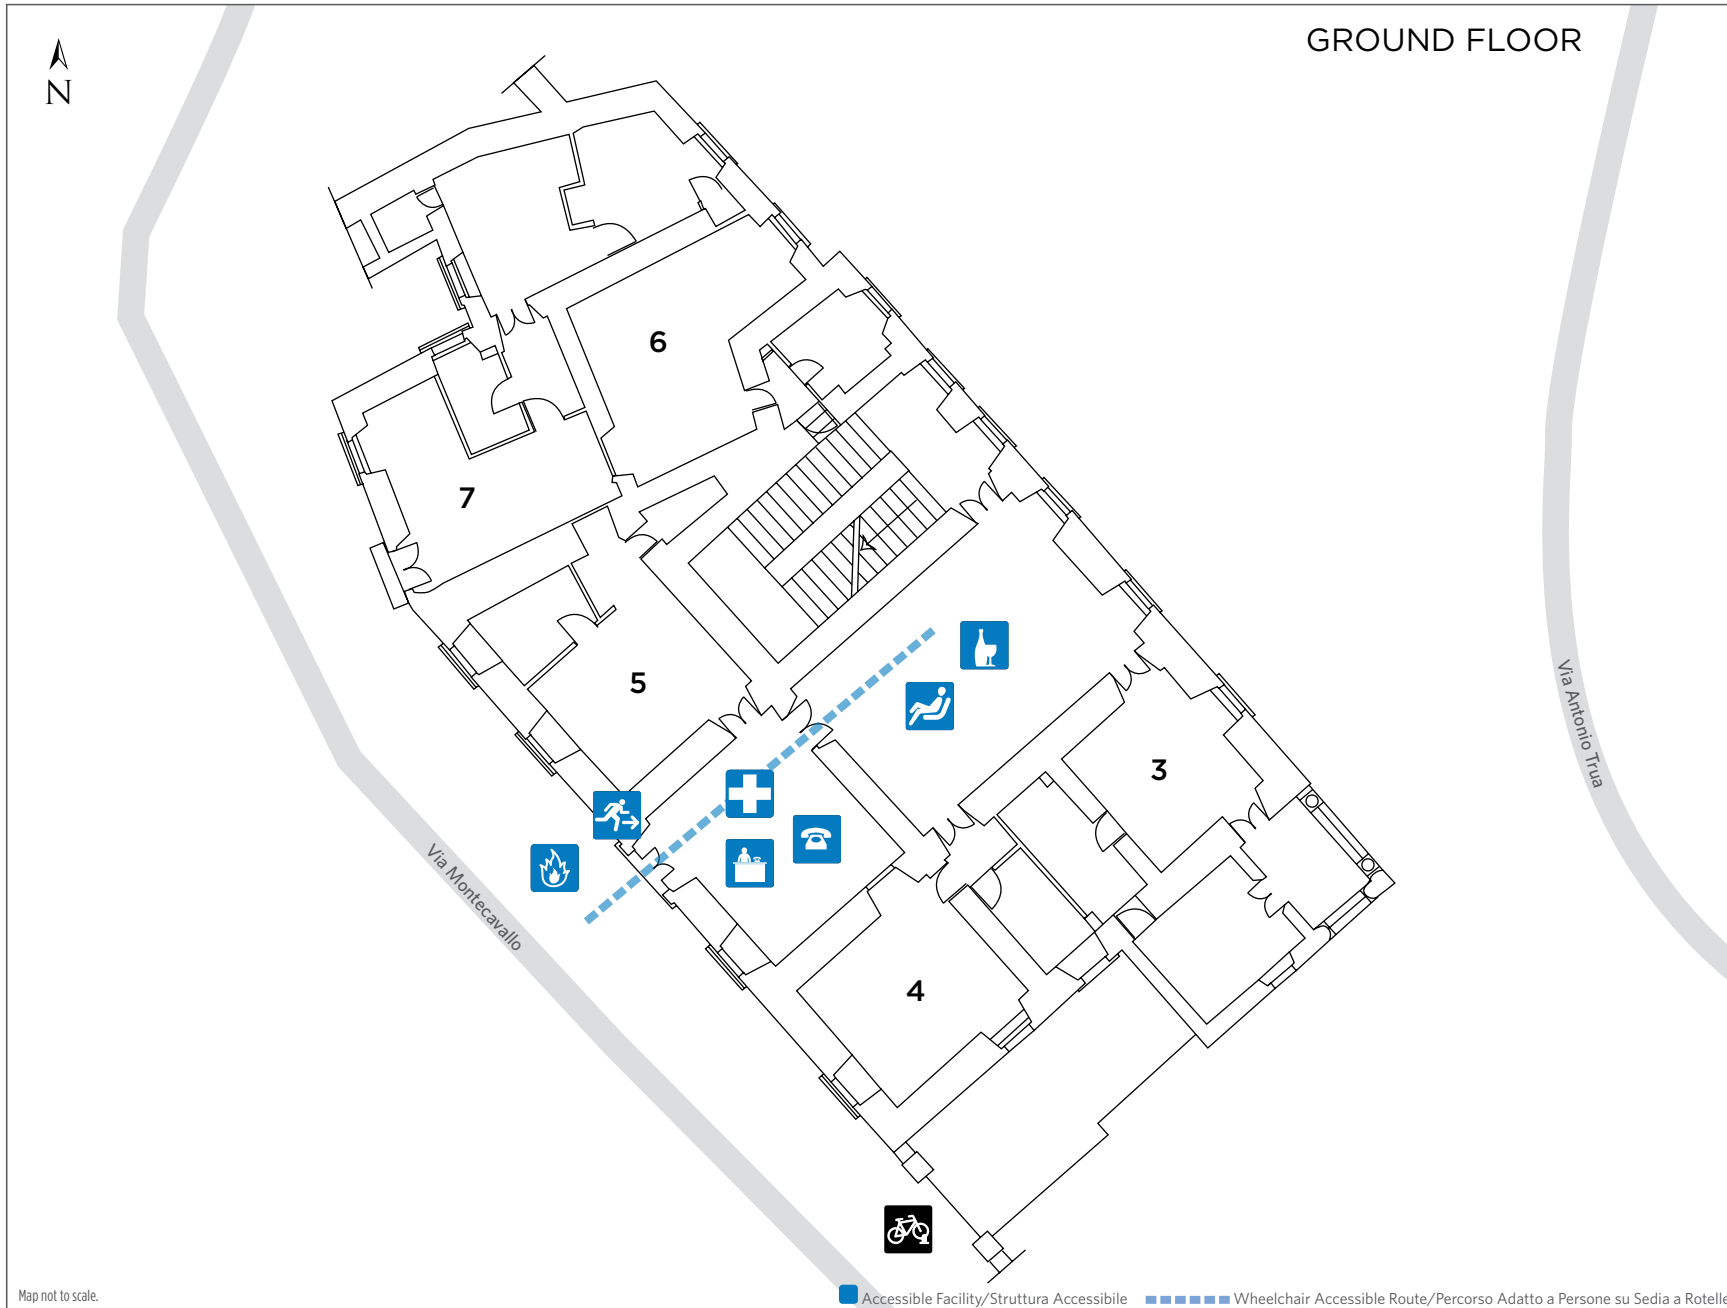 GROUND FLOOR
N
6
7
5
3
4
Via Antonio Trua
Via Montecavallo
Map not to scale.
Accessible Facility/Struttura Accessibile
Wheelchair Accessible Route/Percorso Adatto a Persone su Sedia a Rotelle